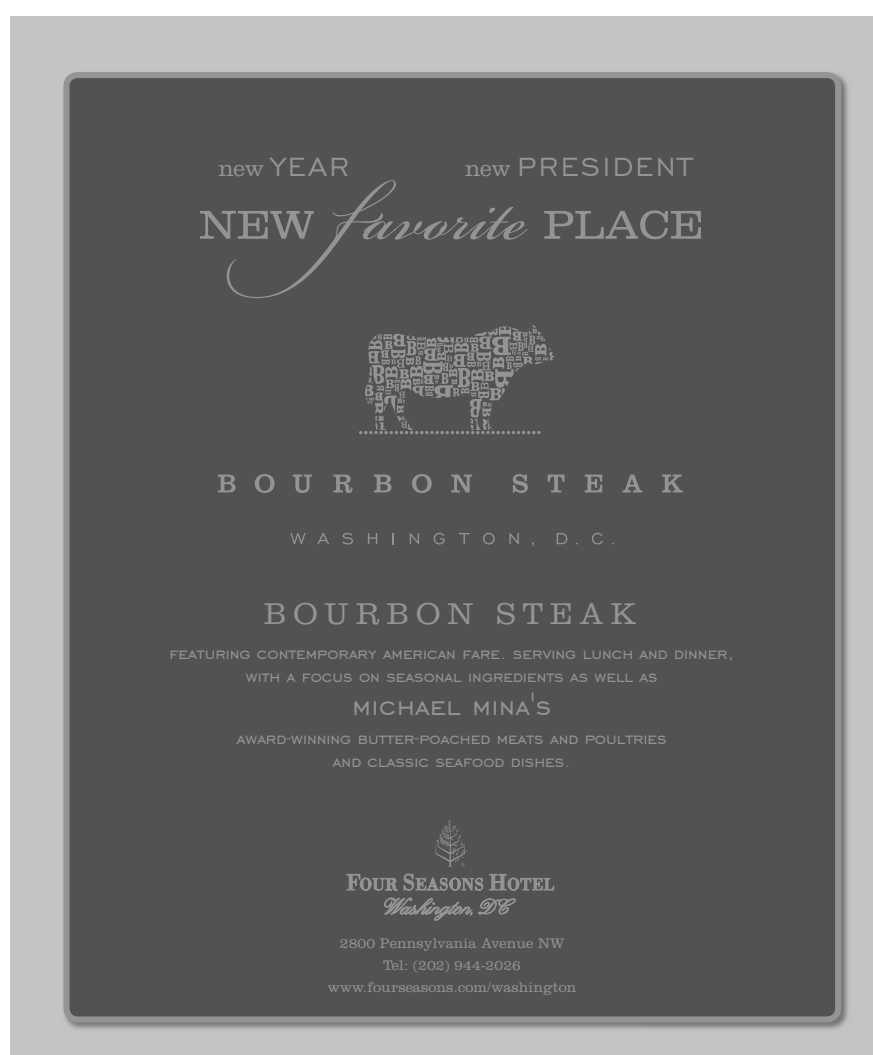 new YEAR new PRESIDENT
NEW favorite PLACE
BOURBON STEAK
WASHINGTON, D.C.
BOURBON STEAK
FEATURING CONTEMPORARY AMERICAN FARE. SERVING LUNCH AND DINNER,
WITH A FOCUS ON SEASONAL INGREDIENTS AS WELL AS
MICHAEL MINA'S
AWARD-WINNING BUTTER-POACHED MEATS AND POULTRIES
AND CLASSIC SEAFOOD DISHES.
FOUR SEASONS HOTEL
Washington, DC
2800 Pennsylvania Avenue NW
Tel: (202) 944-2026
www.fourseasons.com/washington